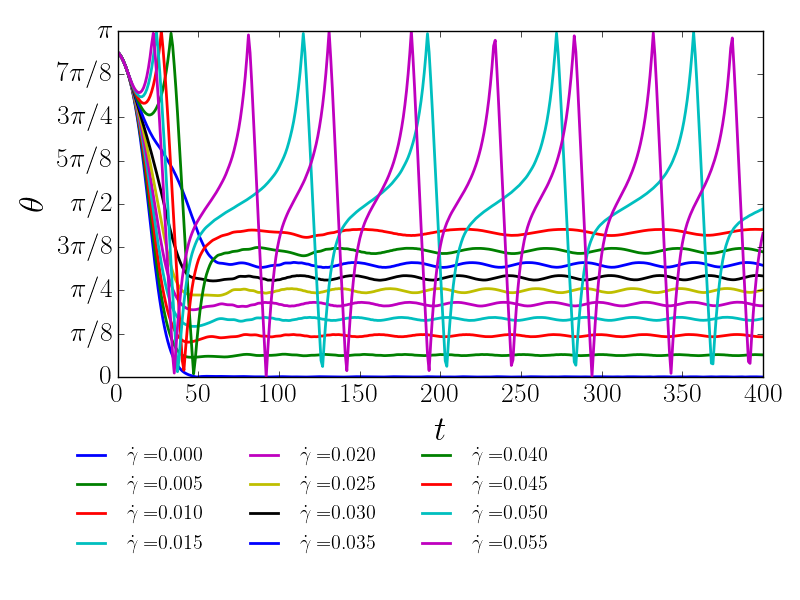 π
7π/8
3π/4
5π/8
π/2
3π/8
π/4
π/8
0
θ
0 50 100 150 200 250 300 350 400
t
γ̇ =0.000 γ̇ =0.020 γ̇ =0.040
γ̇ =0.005 γ̇ =0.025 γ̇ =0.045
γ̇ =0.010 γ̇ =0.030 γ̇ =0.050
γ̇ =0.015 γ̇ =0.035 γ̇ =0.055